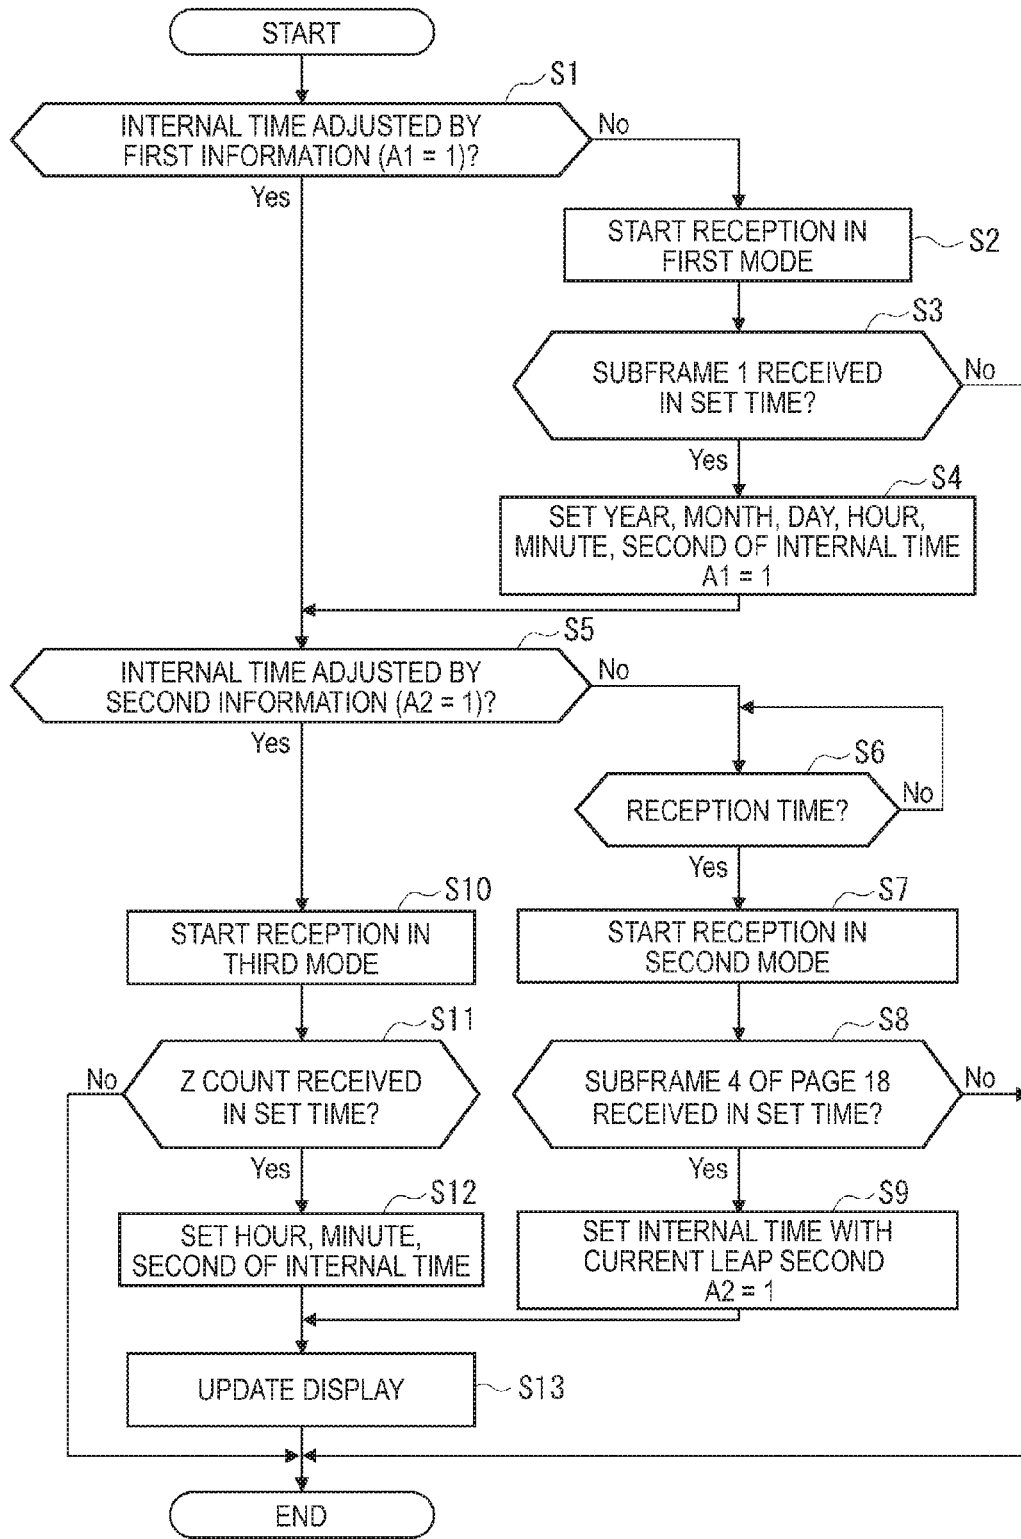 START
S1
INTERNAL TIME ADJUSTED BY
FIRST INFORMATION (A1 = 1)?
No
Yes
START RECEPTION IN
FIRST MODE
S2
S3
SUBFRAME 1 RECEIVED
IN SET TIME?
No
Yes
S4
SET YEAR, MONTH, DAY, HOUR,
MINUTE, SECOND OF INTERNAL TIME
A1 = 1
S5
INTERNAL TIME ADJUSTED BY
SECOND INFORMATION (A2 = 1)?
No
Yes
S6
RECEPTION TIME?
No
Yes
S7
START RECEPTION IN
SECOND MODE
S8
SUBFRAME 4 OF PAGE 18
RECEIVED IN SET TIME?
No
Yes
S9
SET INTERNAL TIME WITH
CURRENT LEAP SECOND
A2 = 1
S10
START RECEPTION IN
THIRD MODE
S11
Z COUNT RECEIVED
IN SET TIME?
No
Yes
S12
SET HOUR, MINUTE,
SECOND OF INTERNAL TIME
UPDATE DISPLAY
S13
END